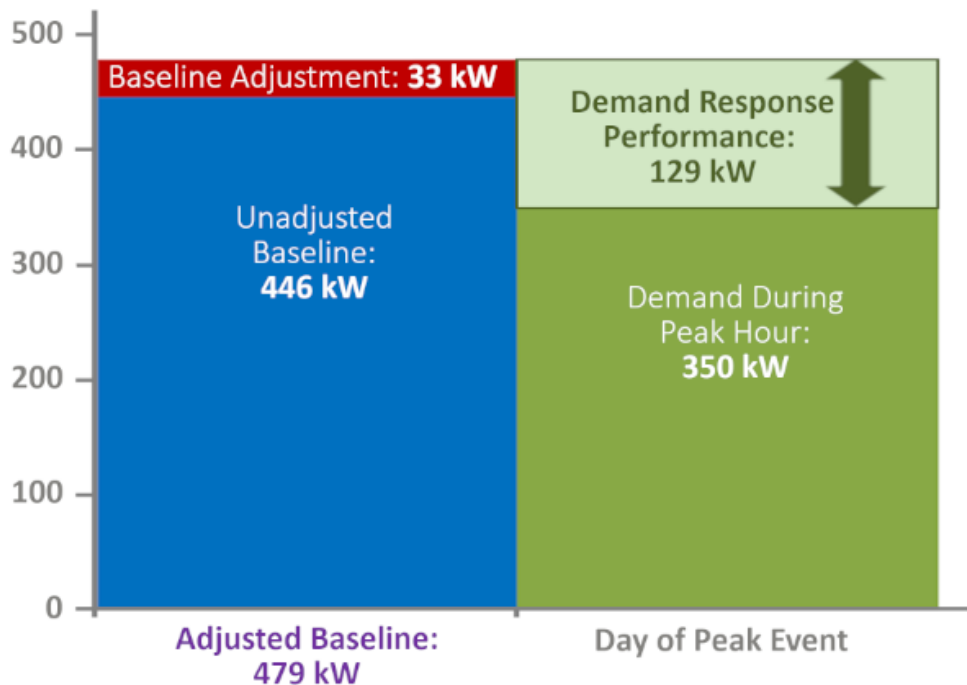 500
400
300
200
100
0
Baseline Adjustment: 33 kW
Unadjusted
Baseline:
446 kW
Demand Response
Performance:
129 kW
Demand During
Peak Hour:
350 kW
Adjusted Baseline:
479 kW
Day of Peak Event